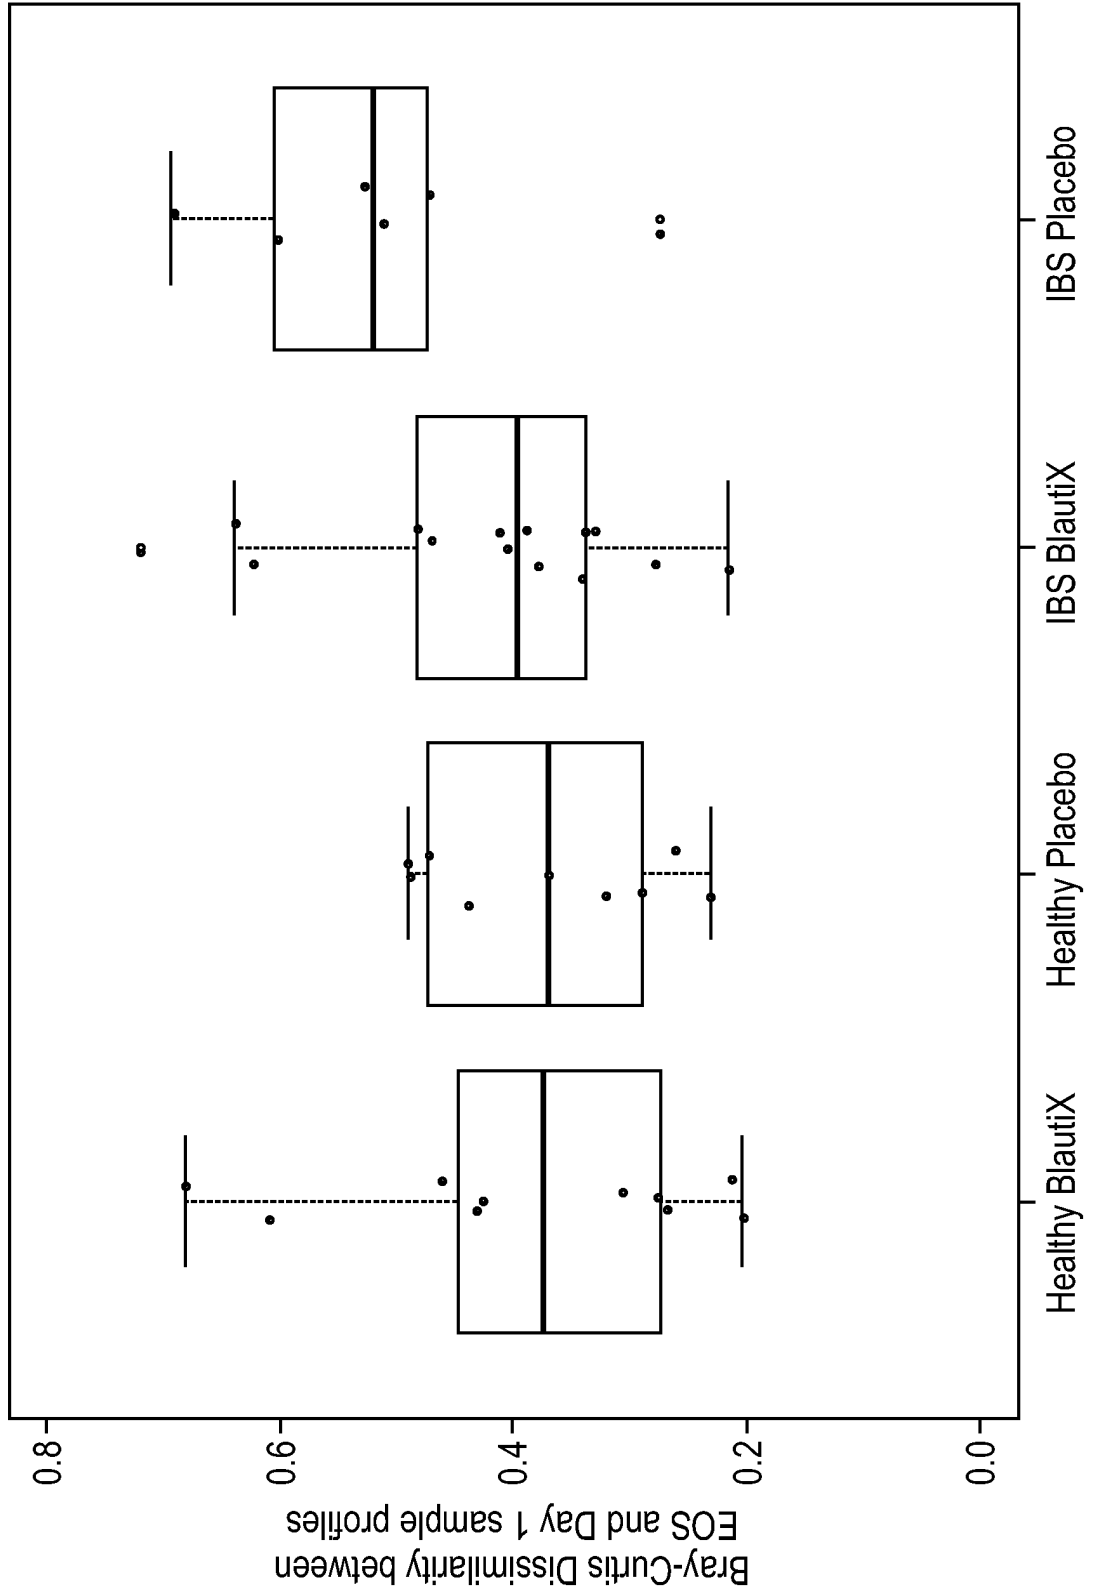 Bray-Curtis Dissimilarity between
EOS and Day 1 sample profiles
0.8
0.6
0.4
0.2
0.0
Healthy BlautiX
Healthy Placebo
IBS BlautiX
IBS Placebo